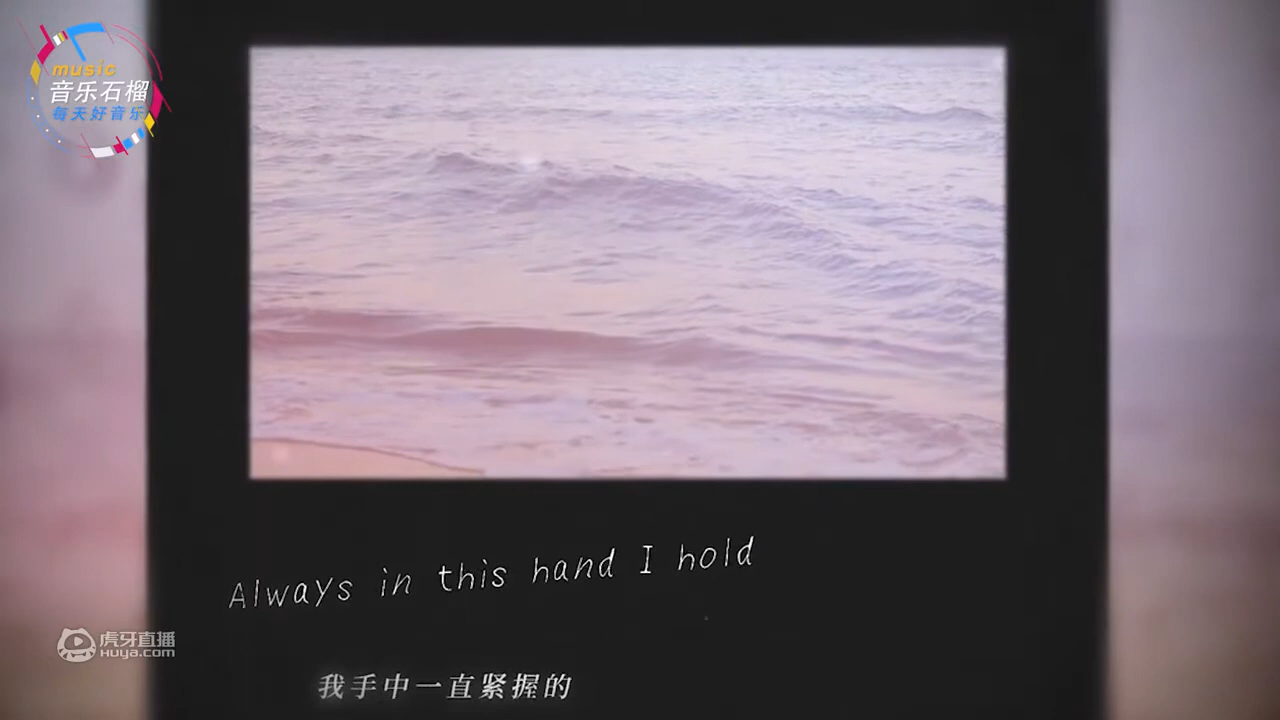 music
音乐石榴
每天好音乐
Always in this hand I hold
虎牙直播
HUYA.com
我手中一直紧握的